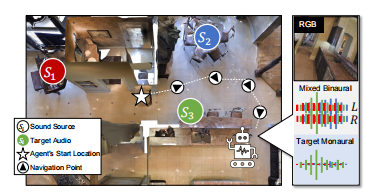 S1
S2
S3
RGB
Mixed Binaural
L
R
Target Monaural
S Sound Source
S Target Audio
Agent's Start Location
Navigation Point